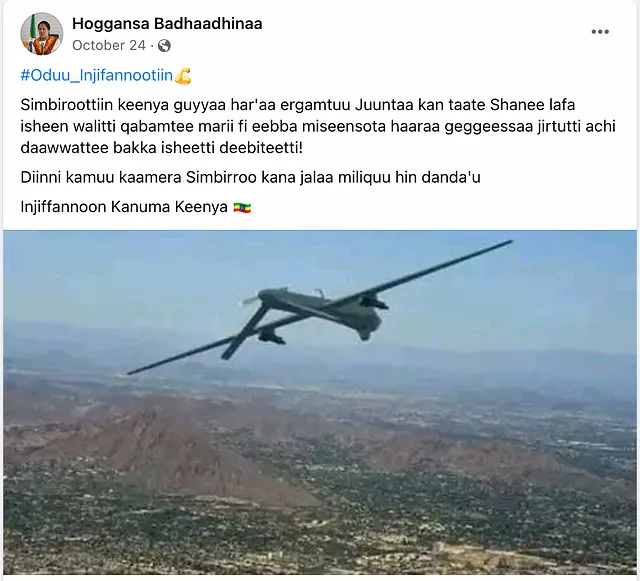 Hoggansa Badhaadhinaa
October 24 ·
#Oduu_Injifannootiin💪
Simbiroottiin keenya guyyaa har'aa ergamtuu Juuntaa kan taate Shanee lafa
isheen walitti qabamtee marii fi eebba miseensota haaraa geggeessaa jirtutti achi
daawwattee bakka isheetti deebiteetti!
Diinni kamuu kaamera Simbirroo kana jalaa miliquu hin danda'u
Injiffannoon Kanuma Keenya 🇪🇹